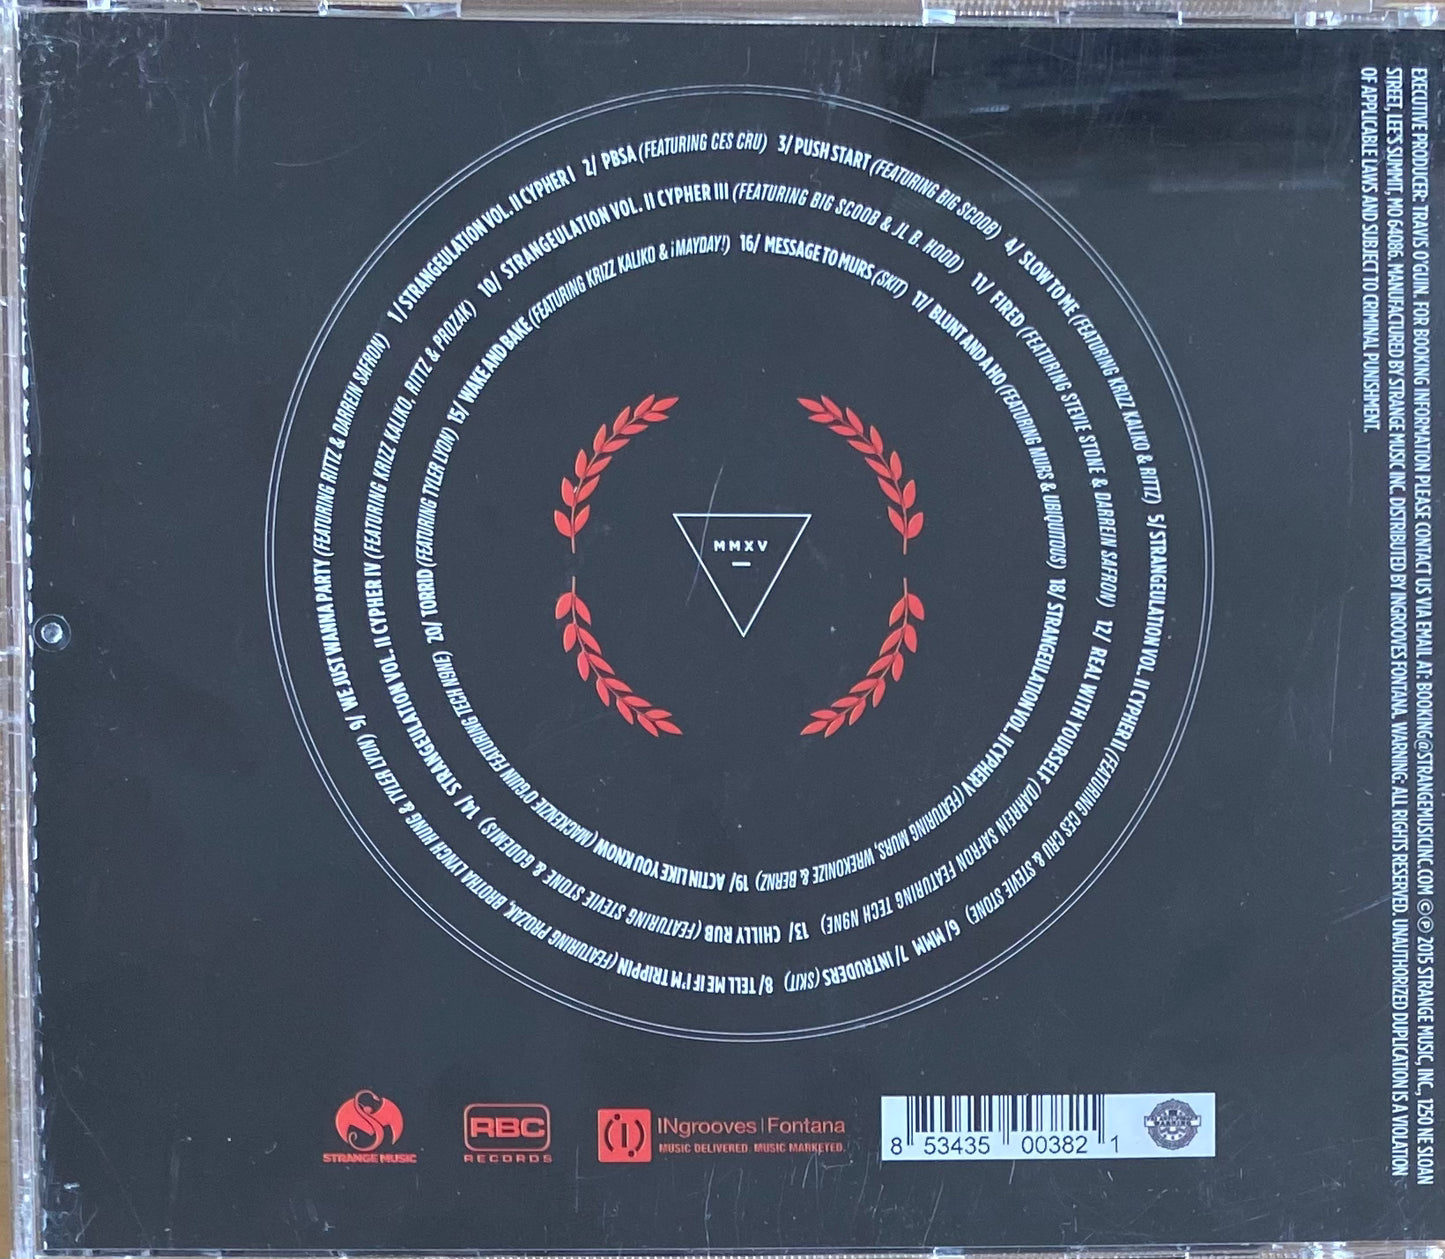 1/ STRANGEULATION VOL. II CYPHER I 2/ PBSA (FEATURING CES CRU) 3/ PUSH START (FEATURING BIG SCOOB) 4/ SLOW TO ME (FEATURING KRIZZ KALIKO & RITTZ) 5/ STRANGEULATION VOL. II CYPHER II (FEATURING CES CRU & STEVIE STONE) 6/ MMM 7/ INTRUDERS (SKIT) 8/ TELL ME IF I'M TRIPPIN (FEATURING PROZAK, BROTHA LYNCH HUNG & TYLER LYON) 9/ WE JUST WANNA PARTY (FEATURING RITTZ & DARREIN SAFRON)
10/ STRANGEULATION VOL. II CYPHER III (FEATURING BIG SCOOB & JL B. HOOD) 11/ FIRED (FEATURING STEVIE STONE & DARREIN SAFRON) 12/ REAL WITH YOURSELF (DARREIN SAFRON FEATURING TECH N9NE) 13/ CHILLY RUB (FEATURING STEVIE STONE & GODEMIS) 14/ STRANGEULATION VOL. II CYPHER IV (FEATURING KRIZZ KALIKO, RITTZ & PROZAK)
15/ WAKE AND BAKE (FEATURING KRIZZ KALIKO & ¡MAYDAY!) 16/ MESSAGE TO MURS (SKIT) 17/ BLUNT AND A HO (FEATURING MURS & UBIQUITOUS) 18/ STRANGEULATION VOL. II CYPHER V (FEATURING MURS, WREKONIZE & BERNZ) 19/ ACTIN LIKE YOU KNOW (MACKENZIE O'GUIN FEATURING TECH N9NE) 20/ TORRID (FEATURING TYLER LYON)
MMXV
EXECUTIVE PRODUCER: TRAVIS O'GUIN. FOR BOOKING INFORMATION PLEASE CONTACT US VIA EMAIL AT: BOOKING@STRANGEMUSICINC.COM ©℗ 2015 STRANGE MUSIC, INC., 1250 NE SLOAN
STREET, LEE'S SUMMIT, MO 64086. MANUFACTURED BY STRANGE MUSIC INC. DISTRIBUTED BY INGROOVES FONTANA. WARNING: ALL RIGHTS RESERVED. UNAUTHORIZED DUPLICATION IS A VIOLATION
OF APPLICABLE LAWS AND SUBJECT TO CRIMINAL PUNISHMENT.
STRANGE MUSIC
RBC
RECORDS
INgrooves|Fontana
MUSIC DELIVERED. MUSIC MARKETED.
8 53435 00382 1